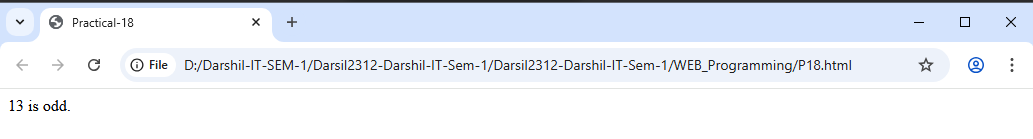 Practical-18
File D:/Darshil-IT-SEM-1/Darsil2312-Darshil-IT-Sem-1/Darsil2312-Darshil-IT-Sem-1/WEB_Programming/P18.html
13 is odd.